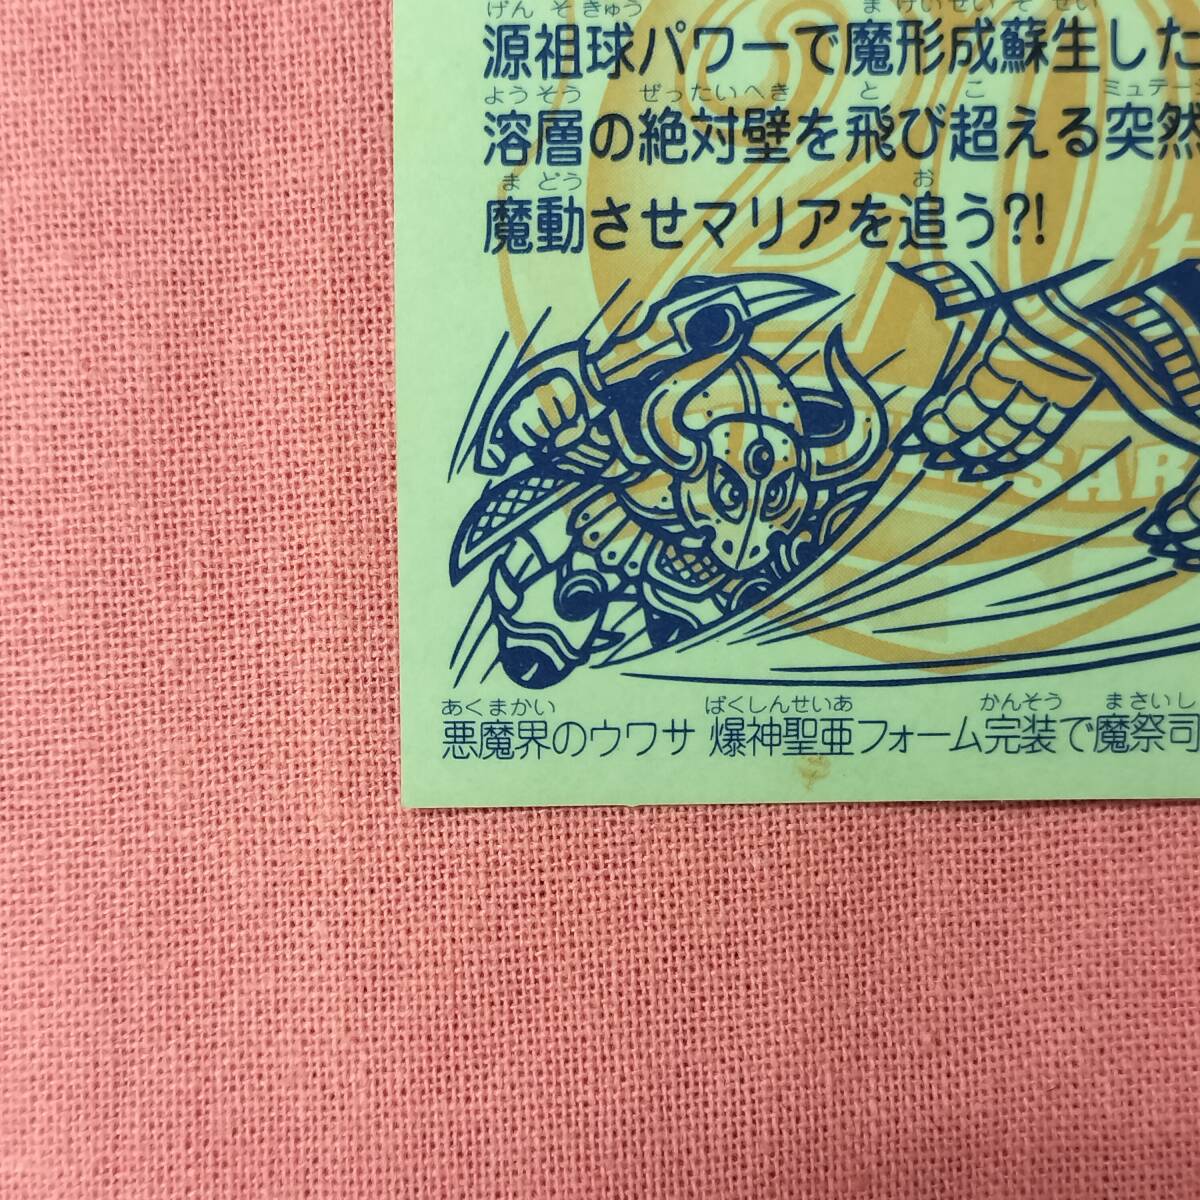 げんそきゅう まけいせいそせい
源祖球パワーで魔形成蘇生した
ようそう ぜったいへき と こ ミュテー
溶層の絶対壁を飛び超える突然
まどう お
魔動させマリアを追う?!
20
あくまかい ばくしんせいあ かんそう まさいし
悪魔界のウワサ 爆神聖亜フォーム完装で魔祭司